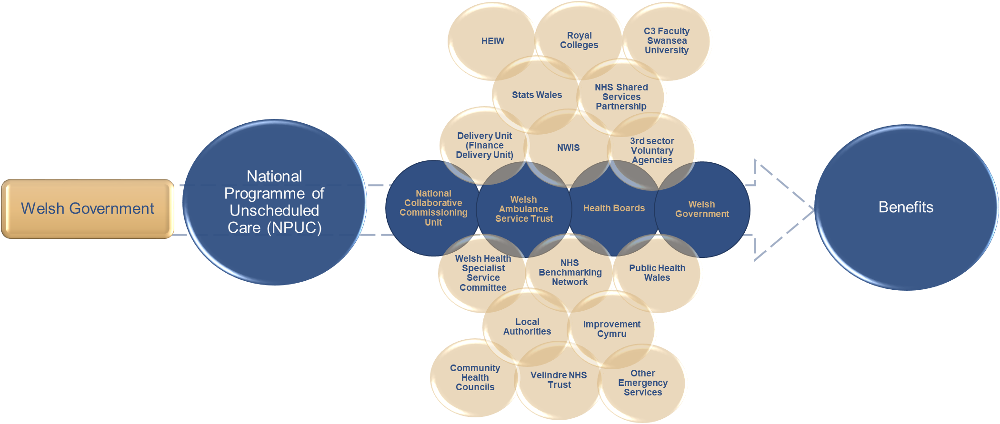 Welsh Government
National
Programme of
Unscheduled
Care (NPUC)
HEIW
Royal
Colleges
C3 Faculty
Swansea
University
Stats Wales
NHS Shared
Services
Partnership
Delivery Unit
(Finance
Delivery Unit)
NWIS
3rd sector
Voluntary
Agencies
National
Collaborative
Commissioning
Unit
Welsh
Ambulance
Service Trust
Health Boards
Welsh
Government
Welsh Health
Specialist
Service
Committee
NHS
Benchmarking
Network
Public Health
Wales
Local
Authorities
Improvement
Cymru
Community
Health
Councils
Velindre NHS
Trust
Other
Emergency
Services
Benefits